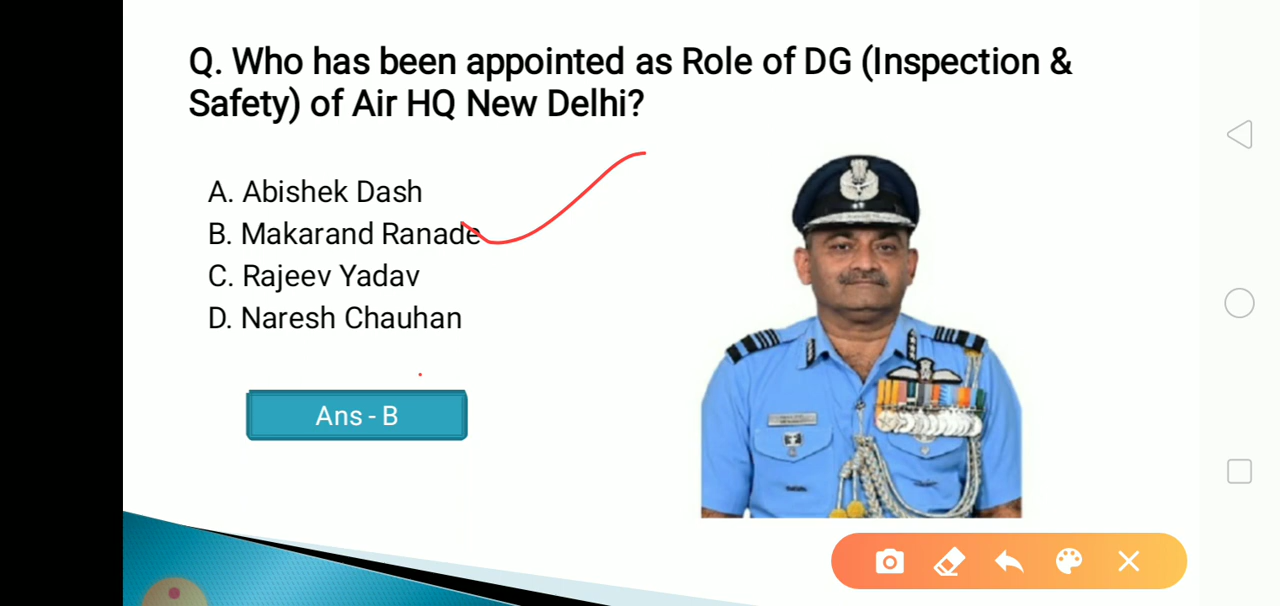 Q. Who has been appointed as Role of DG (Inspection &
Safety) of Air HQ New Delhi?
A. Abishek Dash
B. Makarand Ranade
C. Rajeev Yadav
D. Naresh Chauhan
Ans - B